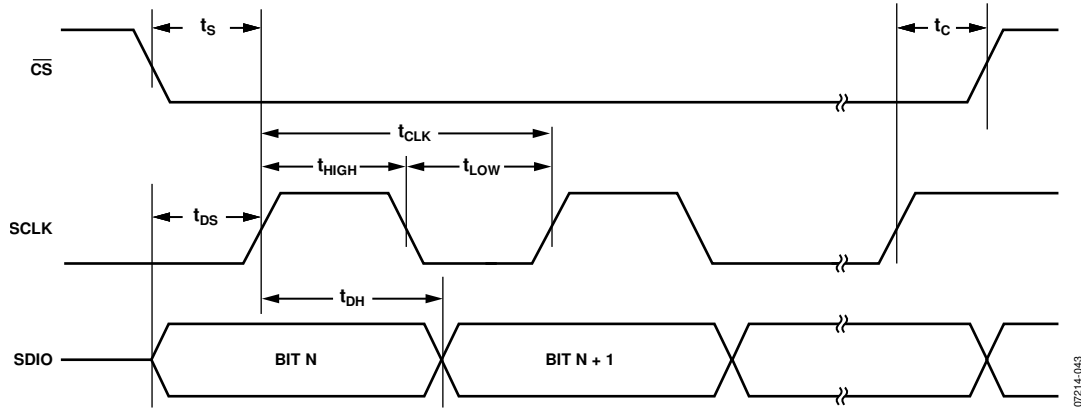 tS
tC
CS
tCLK
tHIGH
tLOW
tDS
SCLK
tDH
SDIO
BIT N
BIT N + 1
07214-043